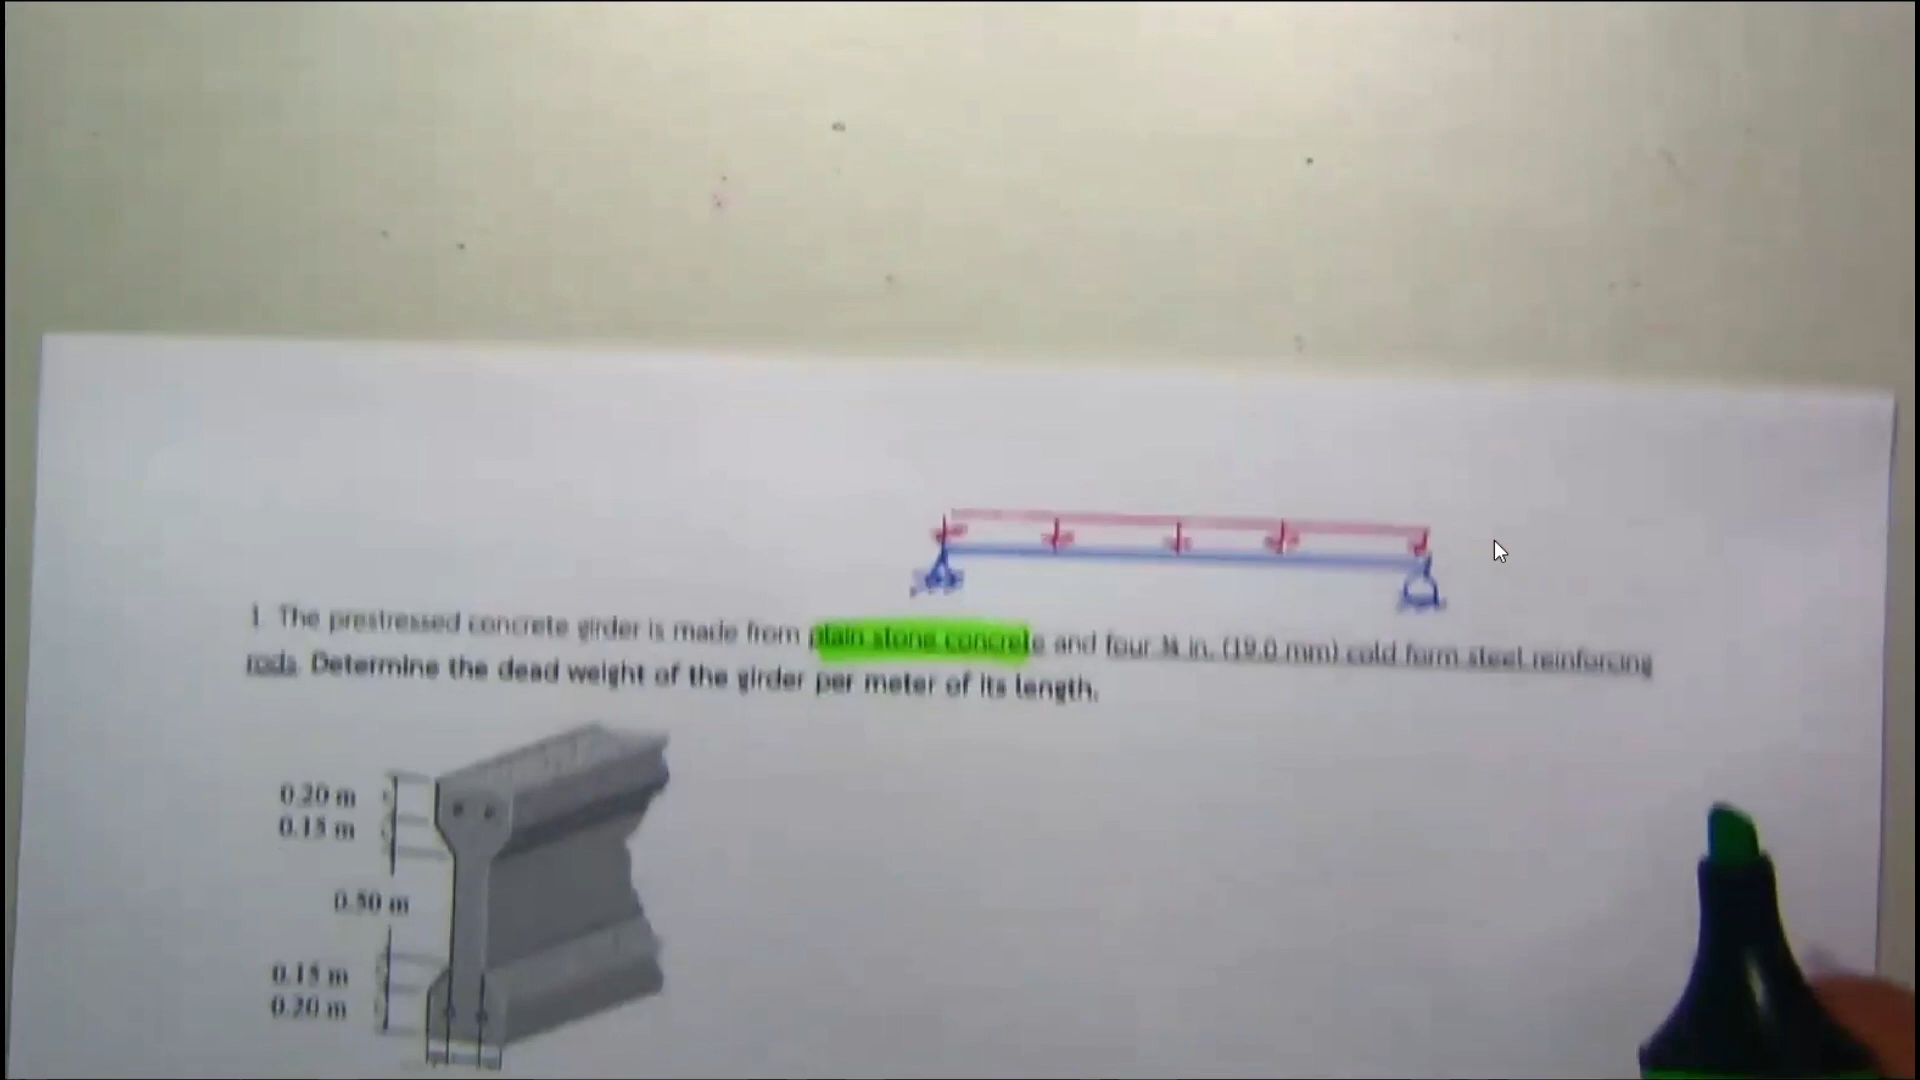 1 The prestressed concrete girder is made from plain stone concrete and four ¾ in. (19.0 mm) cold form steel reinforcing
rods. Determine the dead weight of the girder per meter of its length.
0.20 m
0.15 m
0.50 m
0.15 m
0.20 m